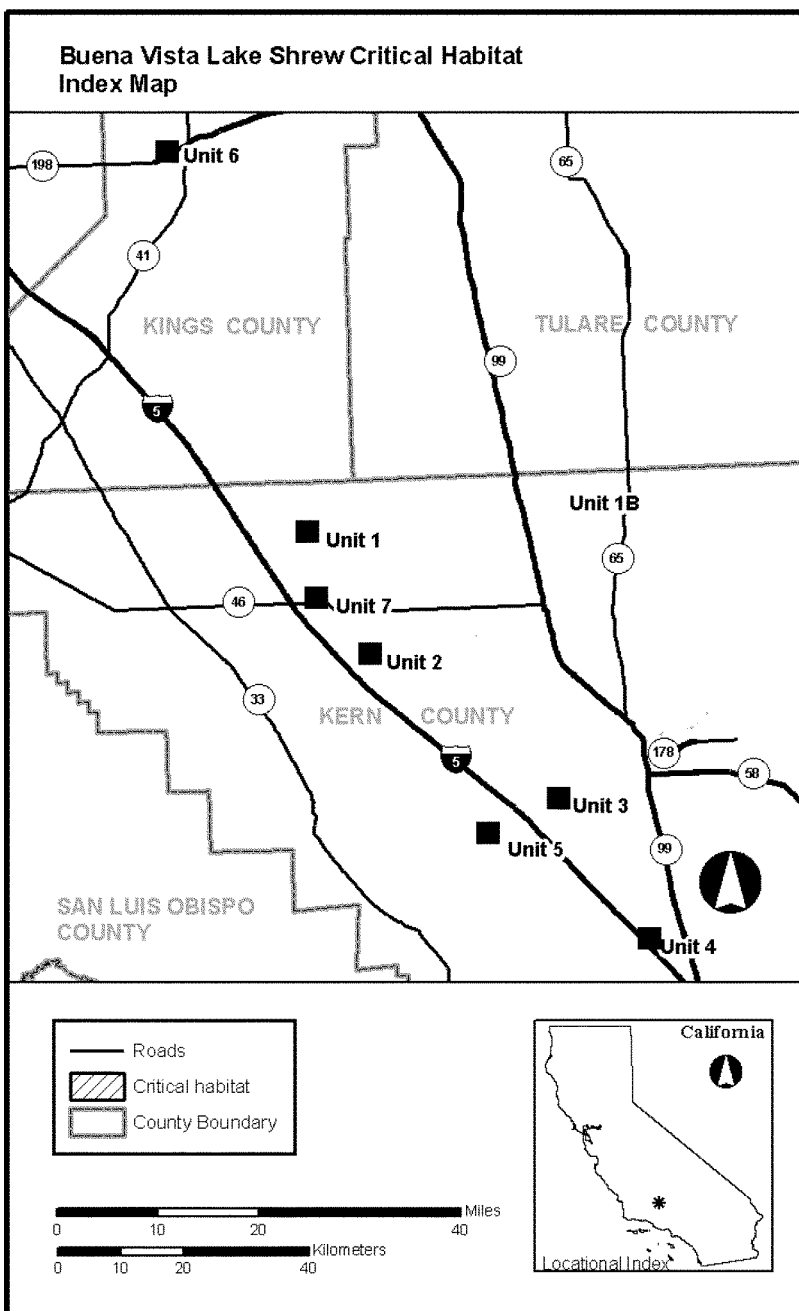 Buena Vista Lake Shrew Critical Habitat
Index Map
198
Unit 6
65
41
KINGS COUNTY
TULARE COUNTY
99
5
Unit 1B
Unit 1
65
46
Unit 7
Unit 2
33
KERN COUNTY
178
5
58
Unit 3
Unit 5
99
SAN LUIS OBISPO
COUNTY
Unit 4
Roads
Critical habitat
County Boundary
California
Locational Index
Miles
0 10 20 40
Kilometers
0 10 20 40